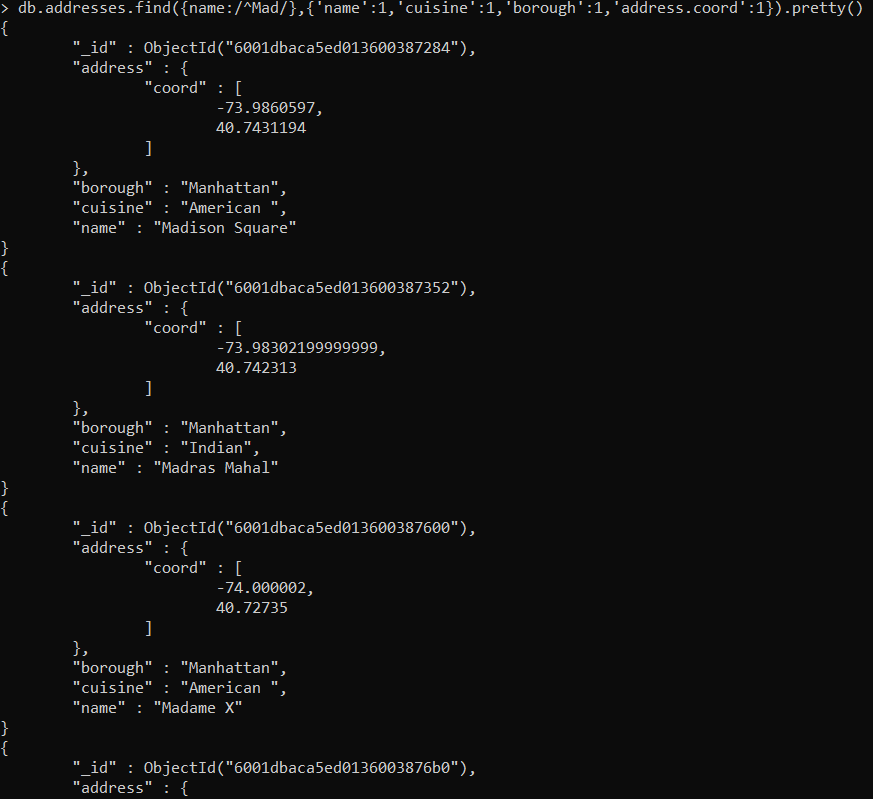 > db.addresses.find({name:/^Mad/},{'name':1,'cuisine':1,'borough':1,'address.coord':1}).pretty()
{
        "_id" : ObjectId("6001dbaca5ed013600387284"),
        "address" : {
                "coord" : [
                        -73.9860597,
                        40.7431194
                ]
        },
        "borough" : "Manhattan",
        "cuisine" : "American ",
        "name" : "Madison Square"
}
{
        "_id" : ObjectId("6001dbaca5ed013600387352"),
        "address" : {
                "coord" : [
                        -73.98302199999999,
                        40.742313
                ]
        },
        "borough" : "Manhattan",
        "cuisine" : "Indian",
        "name" : "Madras Mahal"
}
{
        "_id" : ObjectId("6001dbaca5ed013600387600"),
        "address" : {
                "coord" : [
                        -74.000002,
                        40.72735
                ]
        },
        "borough" : "Manhattan",
        "cuisine" : "American ",
        "name" : "Madame X"
}
{
        "_id" : ObjectId("6001dbaca5ed0136003876b0"),
        "address" : {